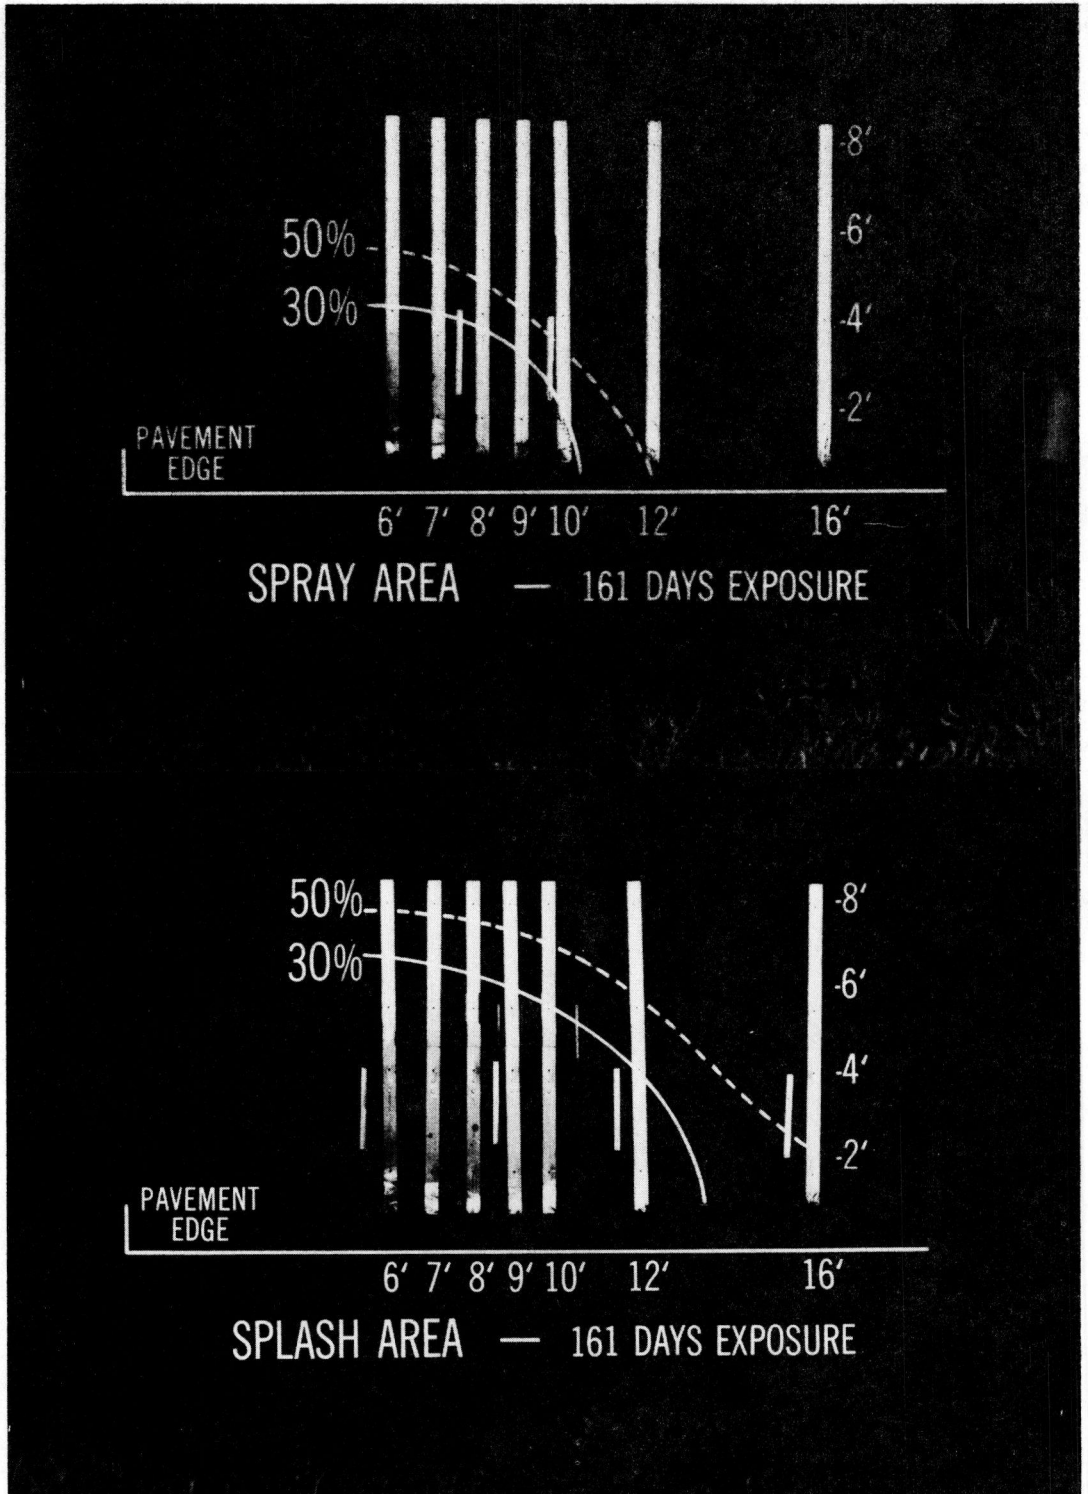 -8'
50%
-6'
30%
-4'
-2'
PAVEMENT
EDGE
6' 7' 8' 9' 10' 12' 16'
SPRAY AREA — 161 DAYS EXPOSURE
50%
-8'
30%
-6'
-4'
-2'
PAVEMENT
EDGE
6' 7' 8' 9' 10' 12' 16'
SPLASH AREA — 161 DAYS EXPOSURE